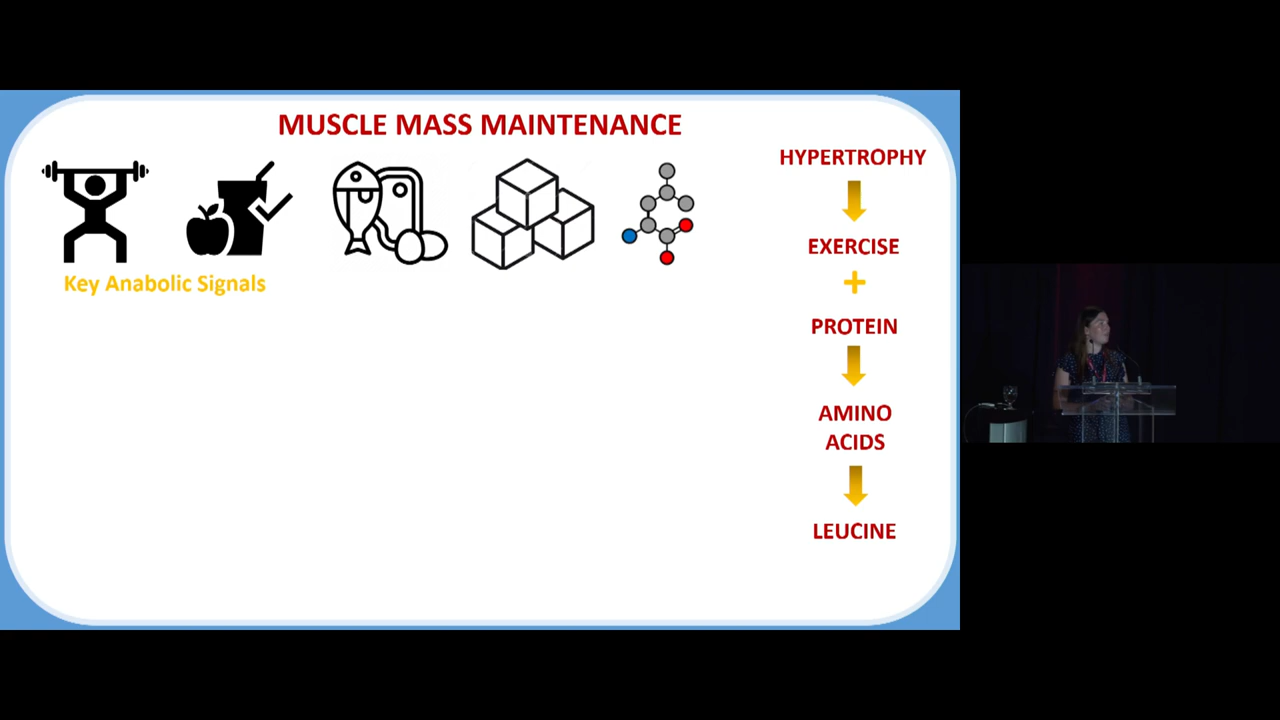 MUSCLE MASS MAINTENANCE
Key Anabolic Signals
HYPERTROPHY
EXERCISE
+
PROTEIN
AMINO
ACIDS
LEUCINE